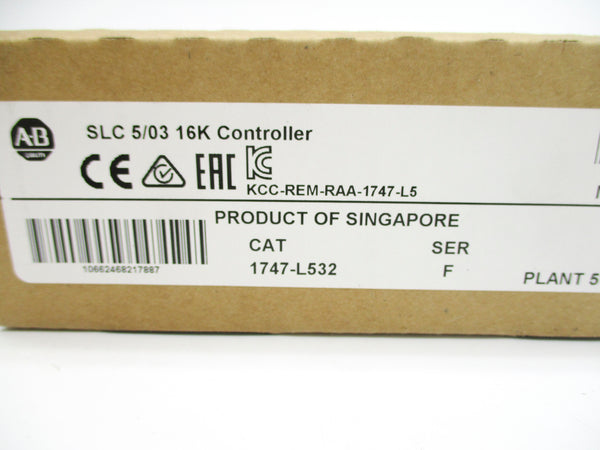 A-B
QUALITY
SLC 5/03 16K Controller
CE
EAC
KCC-REM-RAA-1747-L5
PRODUCT OF SINGAPORE
CAT
SER
1747-L532
F
10662468217887
PLANT 5